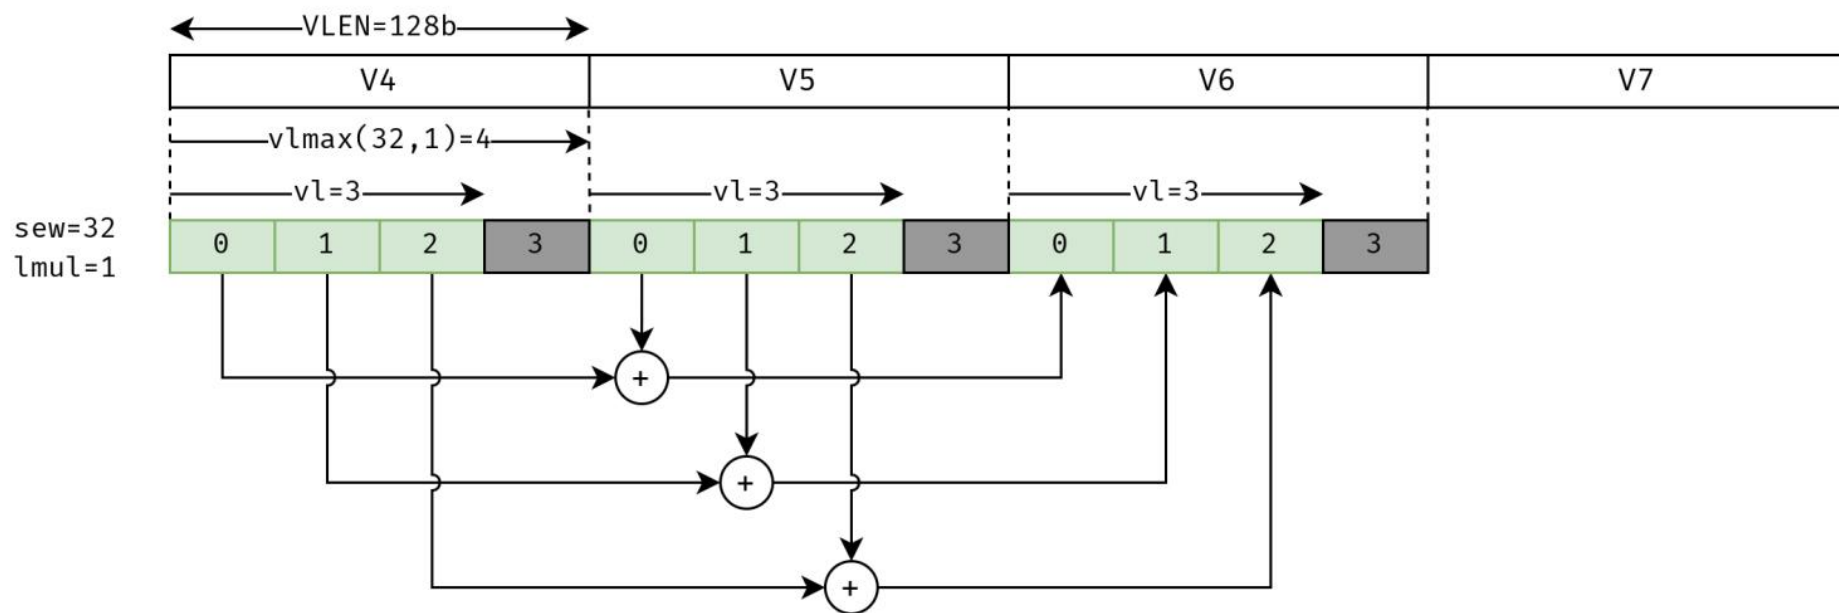 VLEN=128b
V4 V5 V6 V7
vlmax(32,1)=4
vl=3 vl=3 vl=3
sew=32
lmul=1
0 1 2 3 0 1 2 3 0 1 2 3
+
+
+